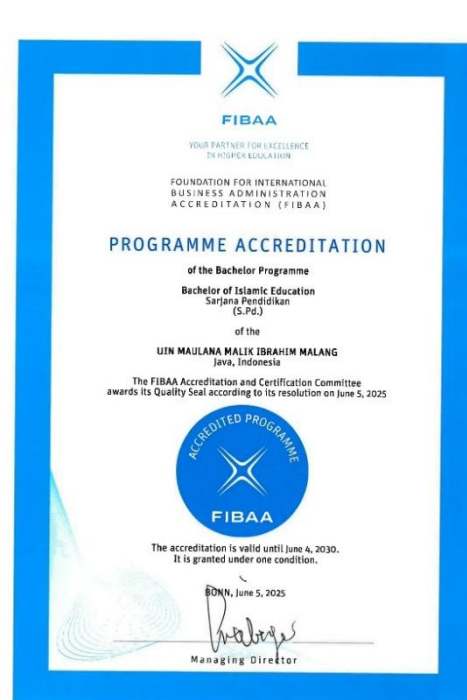 FIBAA
YOUR PARTNER FOR EXCELLENCE
IN HIGHER EDUCATION
FOUNDATION FOR INTERNATIONAL
BUSINESS ADMINISTRATION
ACCREDITATION (FIBAA)
PROGRAMME ACCREDITATION
of the Bachelor Programme
Bachelor of Islamic Education
Sarjana Pendidikan
(S.Pd.)
of the
UIN MAULANA MALIK IBRAHIM MALANG
Java, Indonesia
The FIBAA Accreditation and Certification Committee
awards its Quality Seal according to its resolution on June 5, 2025
ACCREDITED PROGRAMME
FIBAA
The accreditation is valid until June 4, 2030.
It is granted under one condition.
BONN, June 5, 2025
Managing Director